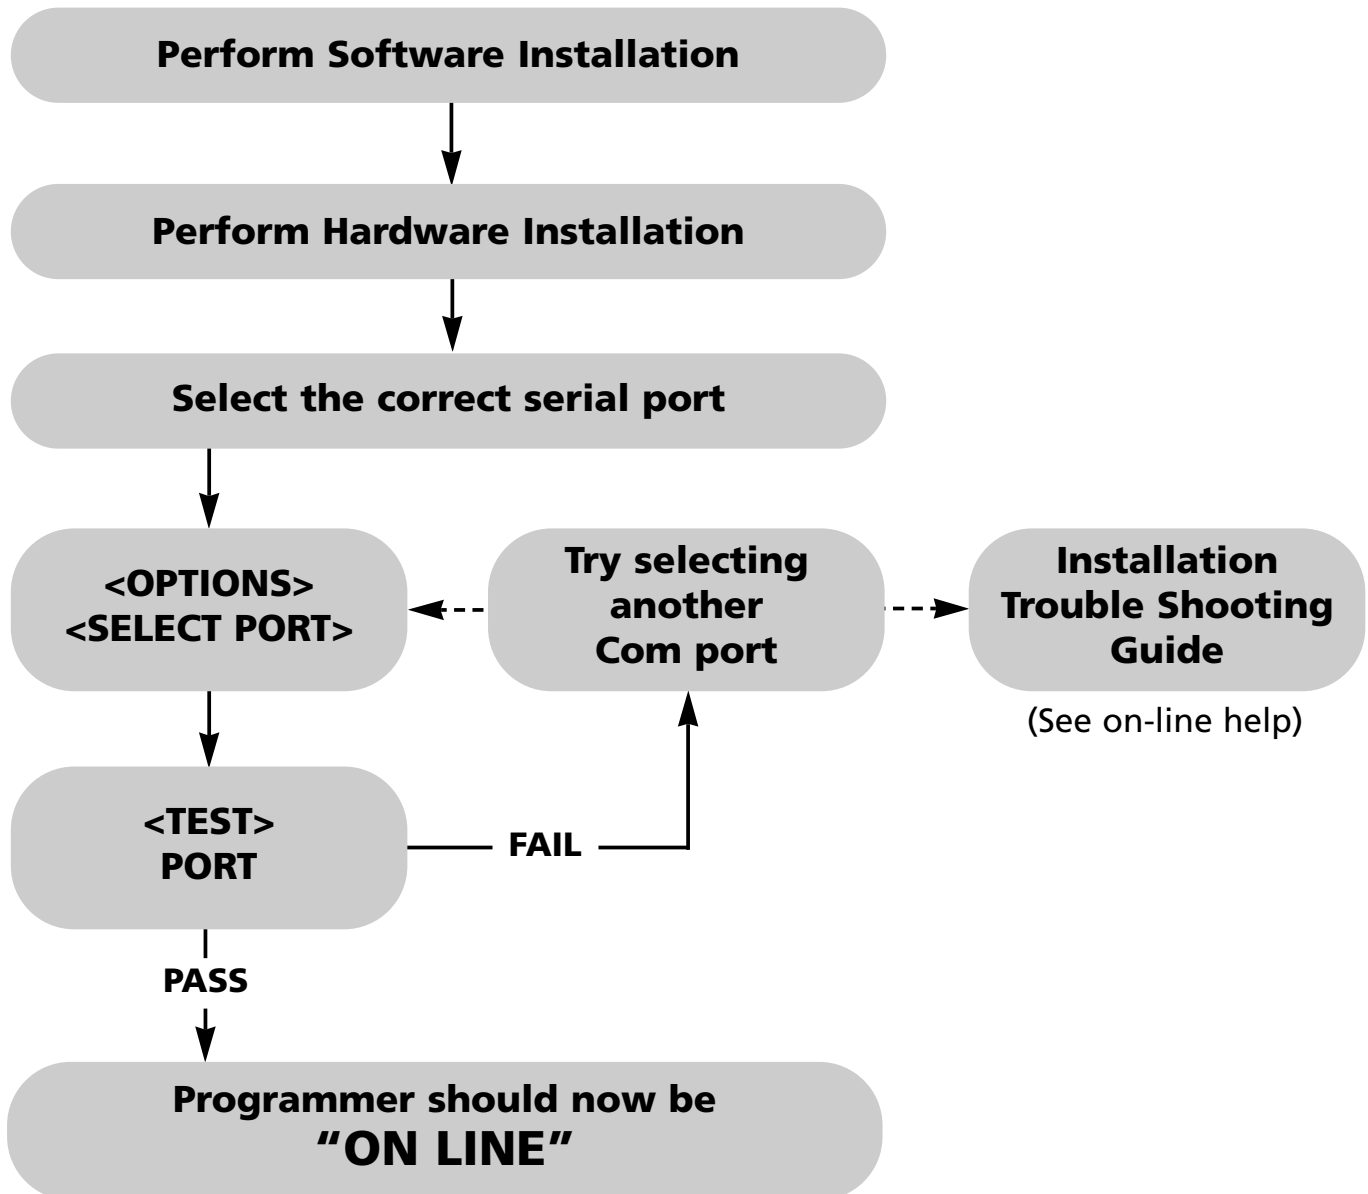 Perform Software Installation
Perform Hardware Installation
Select the correct serial port
<OPTIONS>
<SELECT PORT>
Try selecting
another
Com port
Installation
Trouble Shooting
Guide
(See on-line help)
<TEST>
PORT
FAIL
PASS
Programmer should now be
“ON LINE”